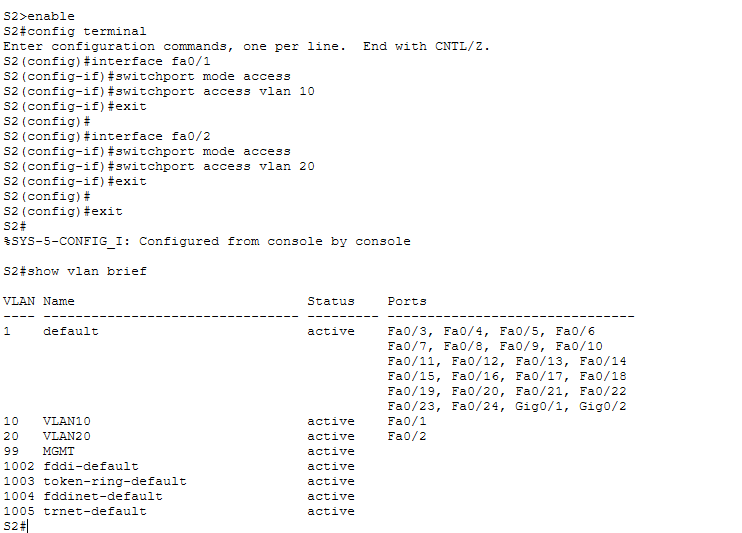 S2>enable
S2#config terminal
Enter configuration commands, one per line.  End with CNTL/Z.
S2(config)#interface fa0/1
S2(config-if)#switchport mode access
S2(config-if)#switchport access vlan 10
S2(config-if)#exit
S2(config)#
S2(config)#interface fa0/2
S2(config-if)#switchport mode access
S2(config-if)#switchport access vlan 20
S2(config-if)#exit
S2(config)#
S2(config)#exit
S2#
%SYS-5-CONFIG_I: Configured from console by console

S2#show vlan brief

VLAN Name                             Status    Ports
---- -------------------------------- --------- -------------------------------
1    default                          active    Fa0/3, Fa0/4, Fa0/5, Fa0/6
                                                Fa0/7, Fa0/8, Fa0/9, Fa0/10
                                                Fa0/11, Fa0/12, Fa0/13, Fa0/14
                                                Fa0/15, Fa0/16, Fa0/17, Fa0/18
                                                Fa0/19, Fa0/20, Fa0/21, Fa0/22
                                                Fa0/23, Fa0/24, Gig0/1, Gig0/2
10   VLAN10                           active    Fa0/1
20   VLAN20                           active    Fa0/2
99   MGMT                             active
1002 fddi-default                     active
1003 token-ring-default               active
1004 fddinet-default                  active
1005 trnet-default                    active
S2#